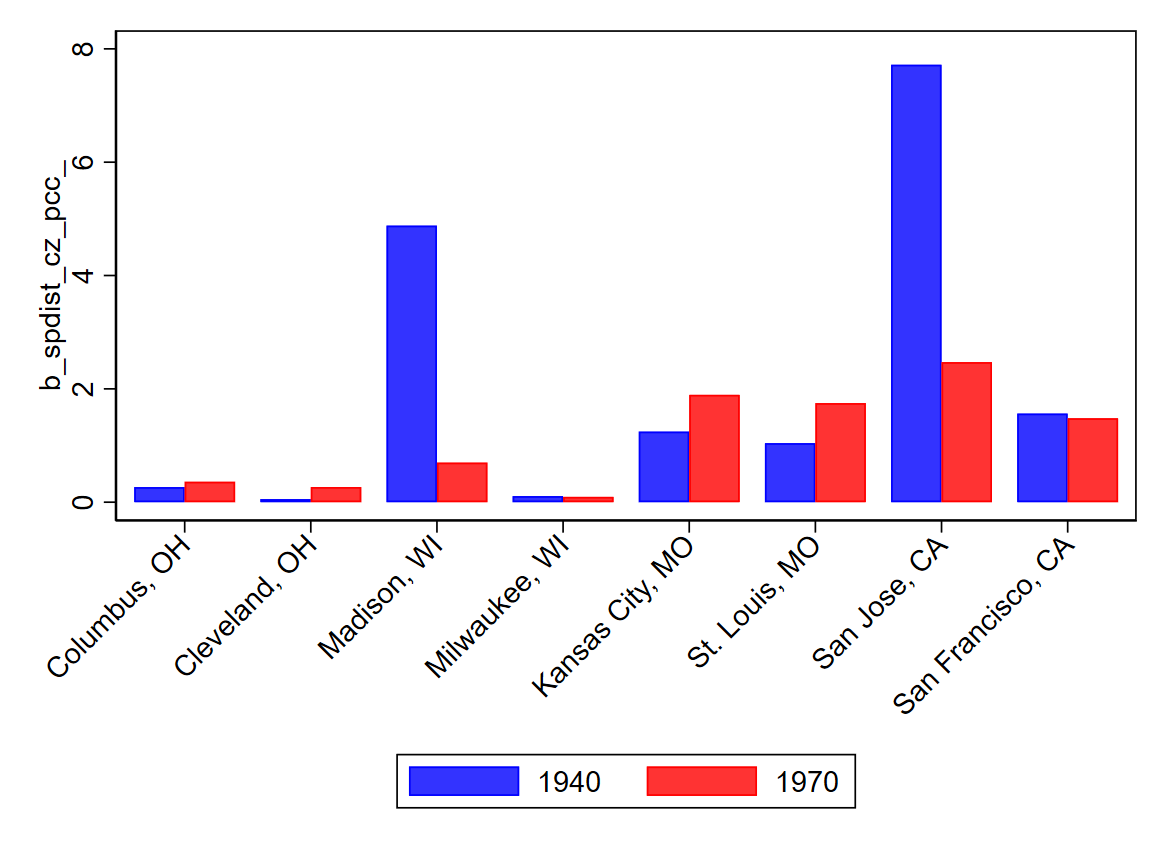 b_spdist_cz_pcc_
8
6
4
2
0
Columbus, OH
Cleveland, OH
Madison, WI
Milwaukee, WI
Kansas City, MO
St. Louis, MO
San Jose, CA
San Francisco, CA
1940
1970